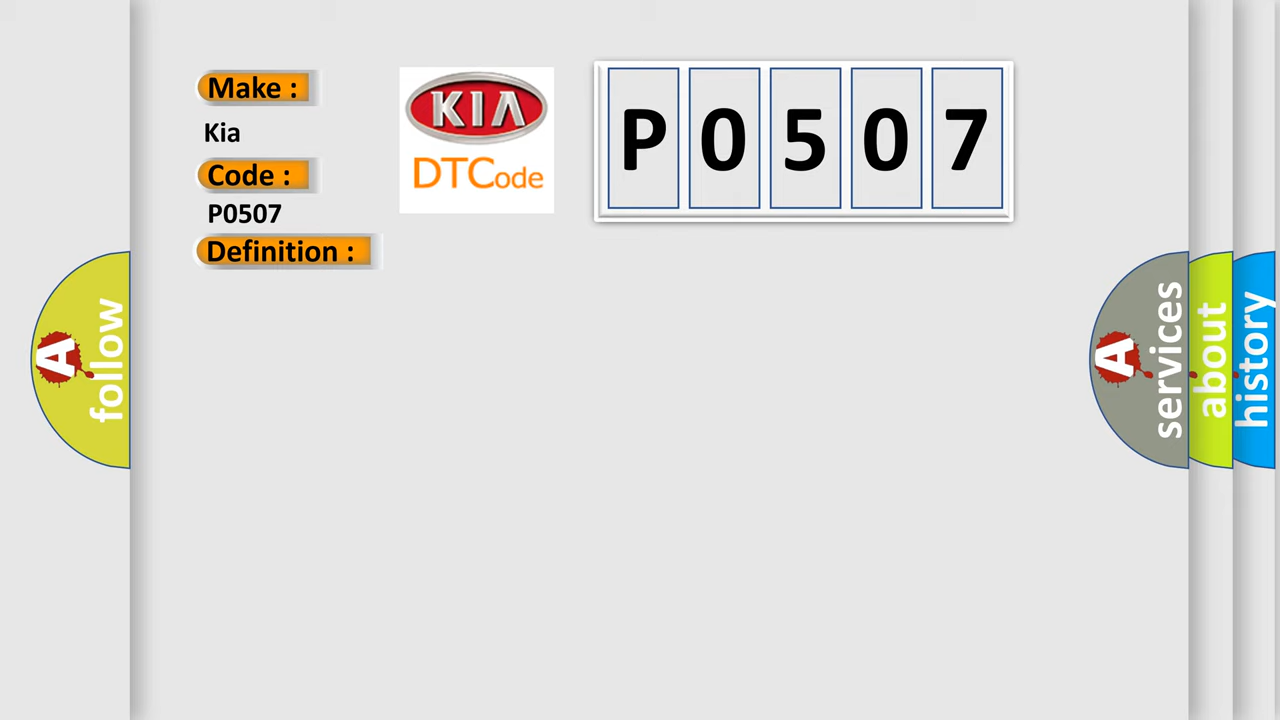 Make :
Kia
Code :
P0507
Definition :
KIA
DTCode
P 0 5 0 7
A follow
A services
about
history